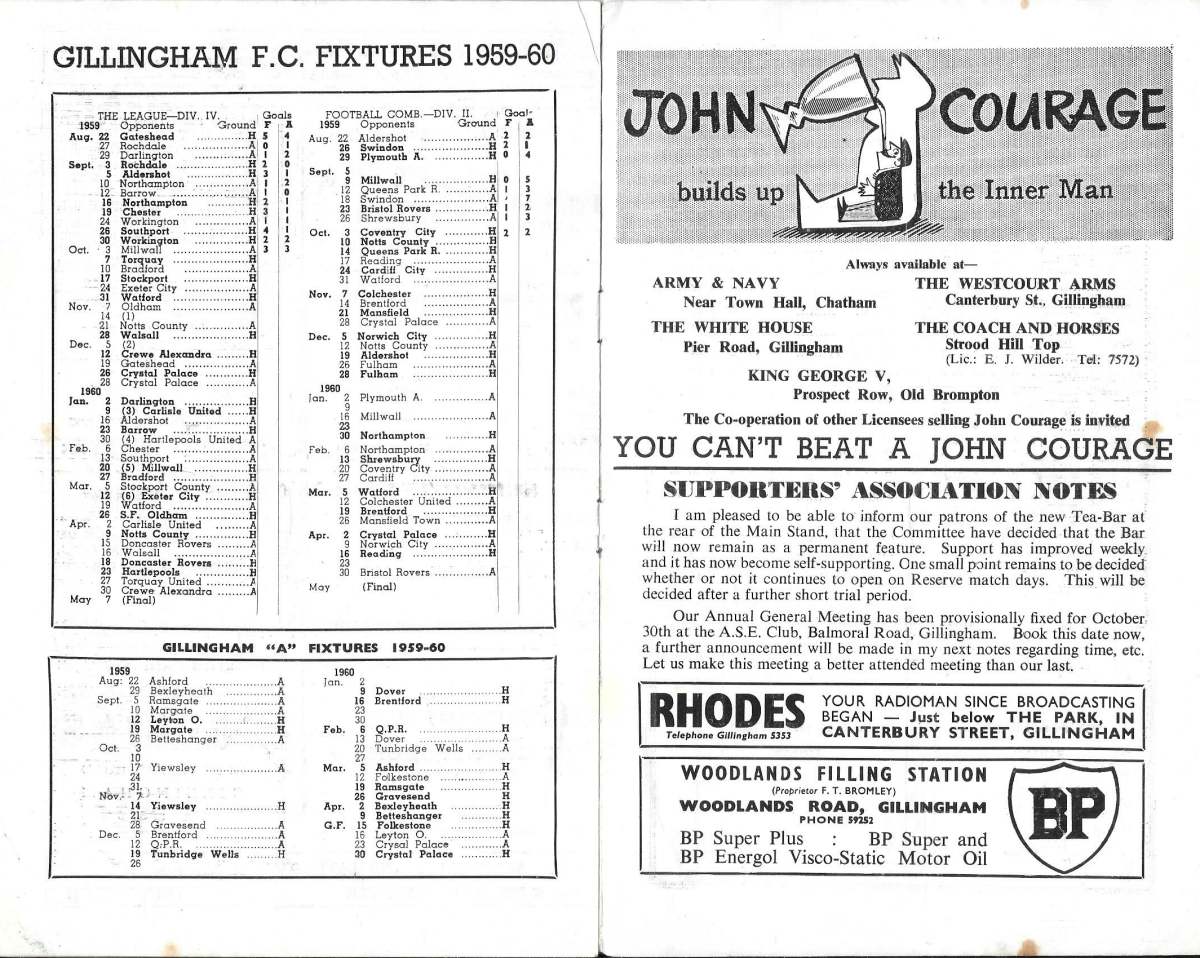 GILLINGHAM F.C. FIXTURES 1959-60
THE LEAGUE—DIV. IV. Goals
1959 Opponents Ground F A
Aug. 22 Gateshead ..............H 5 4
27 Rochdale ..............A 0 1
29 Darlington ..............A 1 2
Sept. 3 Rochdale ..............H 2 0
5 Aldershot ..............H 3 1
10 Northampton ..............A 1 2
12 Barrow ..............A 1 0
16 Northampton ..............H 2 1
19 Chester ..............H 3 1
24 Workington ..............A 1 1
26 Southport ..............H 4 1
30 Workington ..............H 2 2
Oct. 3 Millwall ..............A 3 3
7 Torquay ..............H
10 Bradford ..............A
17 Stockport ..............H
24 Exeter City ..............A
31 Watford ..............H
Nov. 7 Oldham ..............A
14 (1)
21 Notts County ..............A
28 Walsall ..............H
Dec. 5 (2)
12 Crewe Alexandra ........H
19 Gateshead ..............A
26 Crystal Palace ..........H
28 Crystal Palace ..........A
1960
Jan. 2 Darlington ..............H
9 (3) Carlisle United ......H
16 Aldershot ..............A
23 Barrow ..............H
30 (4) Hartlepools United A
Feb. 6 Chester ..............A
13 Southport ..............A
20 (5) Millwall ..............H
27 Bradford ..............H
Mar. 5 Stockport County ......A
12 (6) Exeter City ..........H
19 Watford ..............A
26 S.F. Oldham ............H
Apr. 2 Carlisle United ........A
9 Notts County ............H
15 Doncaster Rovers ......A
16 Walsall ..............A
18 Doncaster Rovers ......H
23 Hartlepools ............H
27 Torquay United ..........A
30 Crewe Alexandra ........A
May 7 (Final)
FOOTBALL COMB.—DIV. II. Goals
1959 Opponents Ground F A
Aug. 22 Aldershot ..............A 2 2
26 Swindon ..............H 2 1
29 Plymouth A. ............H 0 4
Sept. 5
9 Millwall ..............H 0 5
12 Queens Park R. ..........A 1 3
18 Swindon ..............A 7
23 Bristol Rovers ..........H 1 2
26 Shrewsbury ..............A 1 3
Oct. 3 Coventry City ..........H 2 2
10 Notts County ............H
14 Queens Park R. ..........H
17 Reading ..............A
24 Cardiff City ............H
31 Watford ..............A
Nov. 7 Colchester ..............H
14 Brentford ..............A
21 Mansfield ..............H
28 Crystal Palace ..........A
Dec. 5 Norwich City ............H
12 Notts County ............A
19 Aldershot ..............H
26 Fulham ..............A
28 Fulham ..............H
1960
Jan. 2 Plymouth A. ............A
9
16 Millwall ..............A
23
30 Northampton ............H
Feb. 6 Northampton ............A
13 Shrewsbury ..............H
20 Coventry City ..........A
27 Cardiff ..............A
Mar. 5 Watford ..............H
12 Colchester United ......A
19 Brentford ..............H
26 Mansfield Town ..........A
Apr. 2 Crystal Palace ..........H
9 Norwich City ............A
16 Reading ..............H
23
30 Bristol Rovers ..........A
May (Final)
GILLINGHAM "A" FIXTURES 1959-60
1959
Aug: 22 Ashford ..............A
29 Bexleyheath ..............A
Sept. 5 Ramsgate ..............A
10 Margate ..............A
12 Leyton O. ..............H
19 Margate ..............H
26 Betteshanger ..............A
Oct. 3
10
17 Yiewsley ..............A
24
31
Nov. 7
14 Yiewsley ..............H
21
28 Gravesend ..............A
Dec. 5 Brentford ..............A
12 Q.P.R. ..............A
19 Tunbridge Wells ........H
26
1960
Jan. 2
9 Dover ..............H
16 Brentford ..............H
23
30
Feb. 6 Q.P.R. ..............H
13 Dover ..............A
20 Tunbridge Wells ........A
27
Mar. 5 Ashford ..............H
12 Folkestone ..............A
19 Ramsgate ..............H
26 Gravesend ..............H
Apr. 2 Bexleyheath ............H
9 Betteshanger ............H
G.F. 15 Folkestone ..............H
16 Leyton O. ..............A
23 Crysal Palace ..........A
30 Crystal Palace ..........H
JOHN COURAGE
builds up the Inner Man
Always available at—
ARMY & NAVY
Near Town Hall, Chatham
THE WESTCOURT ARMS
Canterbury St., Gillingham
THE WHITE HOUSE
Pier Road, Gillingham
THE COACH AND HORSES
Strood Hill Top
(Lic.: E. J. Wilder. Tel: 7572)
KING GEORGE V,
Prospect Row, Old Brompton
The Co-operation of other Licensees selling John Courage is invited
YOU CAN'T BEAT A JOHN COURAGE
SUPPORTERS' ASSOCIATION NOTES
I am pleased to be able to inform our patrons of the new Tea-Bar at
the rear of the Main Stand, that the Committee have decided that the Bar
will now remain as a permanent feature. Support has improved weekly
and it has now become self-supporting. One small point remains to be decided
whether or not it continues to open on Reserve match days. This will be
decided after a further short trial period.
Our Annual General Meeting has been provisionally fixed for October
30th at the A.S.E. Club, Balmoral Road, Gillingham. Book this date now,
a further announcement will be made in my next notes regarding time, etc.
Let us make this meeting a better attended meeting than our last.
RHODES
Telephone Gillingham 5353
YOUR RADIOMAN SINCE BROADCASTING
BEGAN — Just below THE PARK, IN
CANTERBURY STREET, GILLINGHAM
WOODLANDS FILLING STATION
(Proprietor F. T. BROMLEY)
WOODLANDS ROAD, GILLINGHAM
PHONE 59252
BP Super Plus : BP Super and
BP Energol Visco-Static Motor Oil
BP